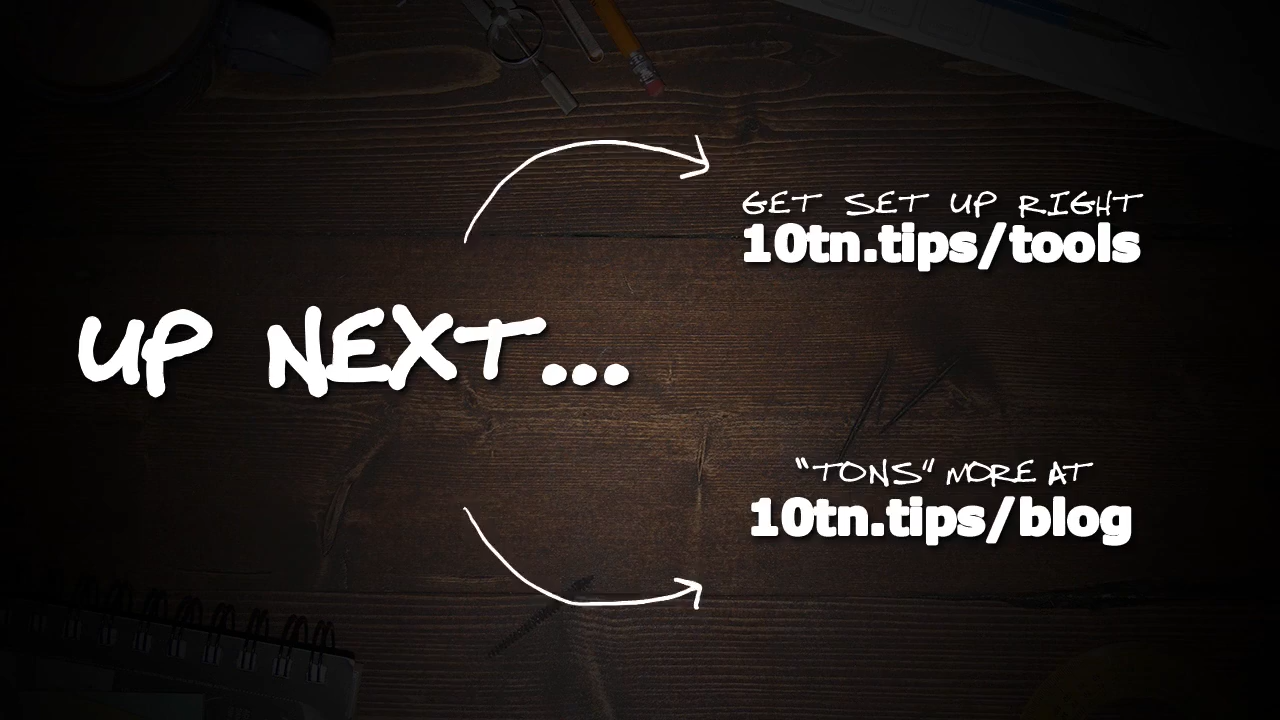 UP NEXT...
GET SET UP RIGHT
10tn.tips/tools
"TONS" MORE AT
10tn.tips/blog